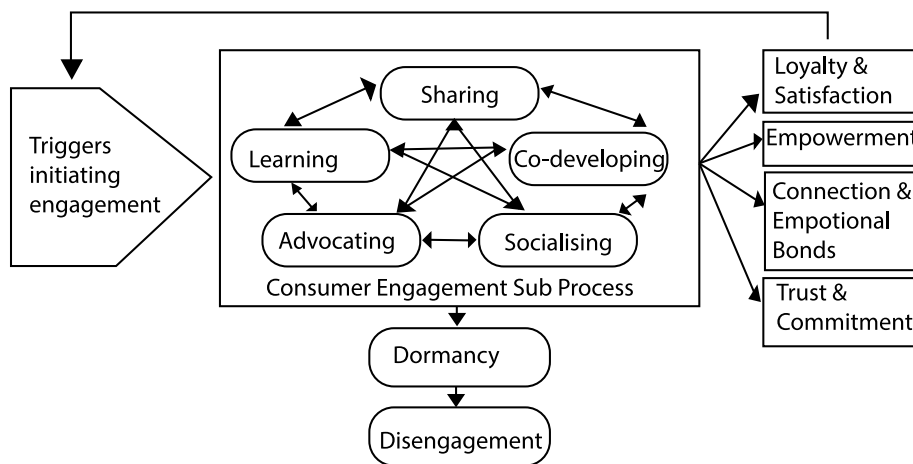 Triggers
initiating
engagement
Sharing
Learning
Co-developing
Advocating
Socialising
Consumer Engagement Sub Process
Dormancy
Disengagement
Loyalty &
Satisfaction
Empowerment
Connection &
Empotional
Bonds
Trust &
Commitment